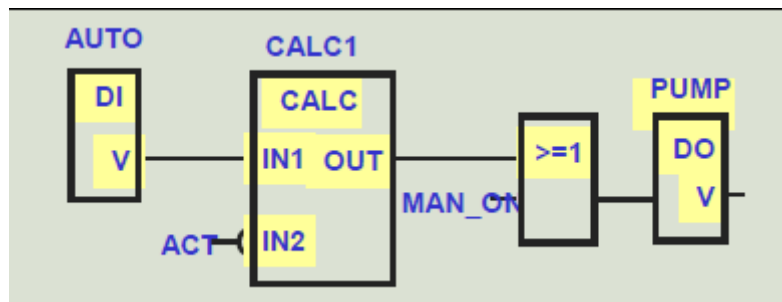 AUTO
CALC1
DI
CALC
PUMP
V
IN1
OUT
>=1
DO
MAN_ON
V
ACT
IN2